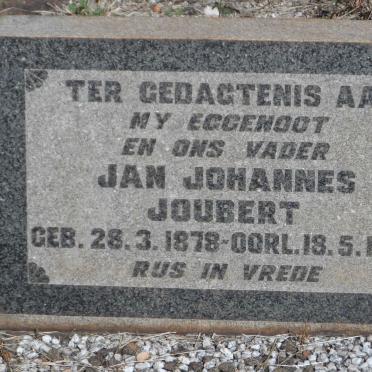 TER GEDAGTENIS AA
MY EGGENOOT
EN ONS VADER
JAN JOHANNES
JOUBERT
GEB. 28.3.1878-OORL.18.5.1
RUS IN VREDE